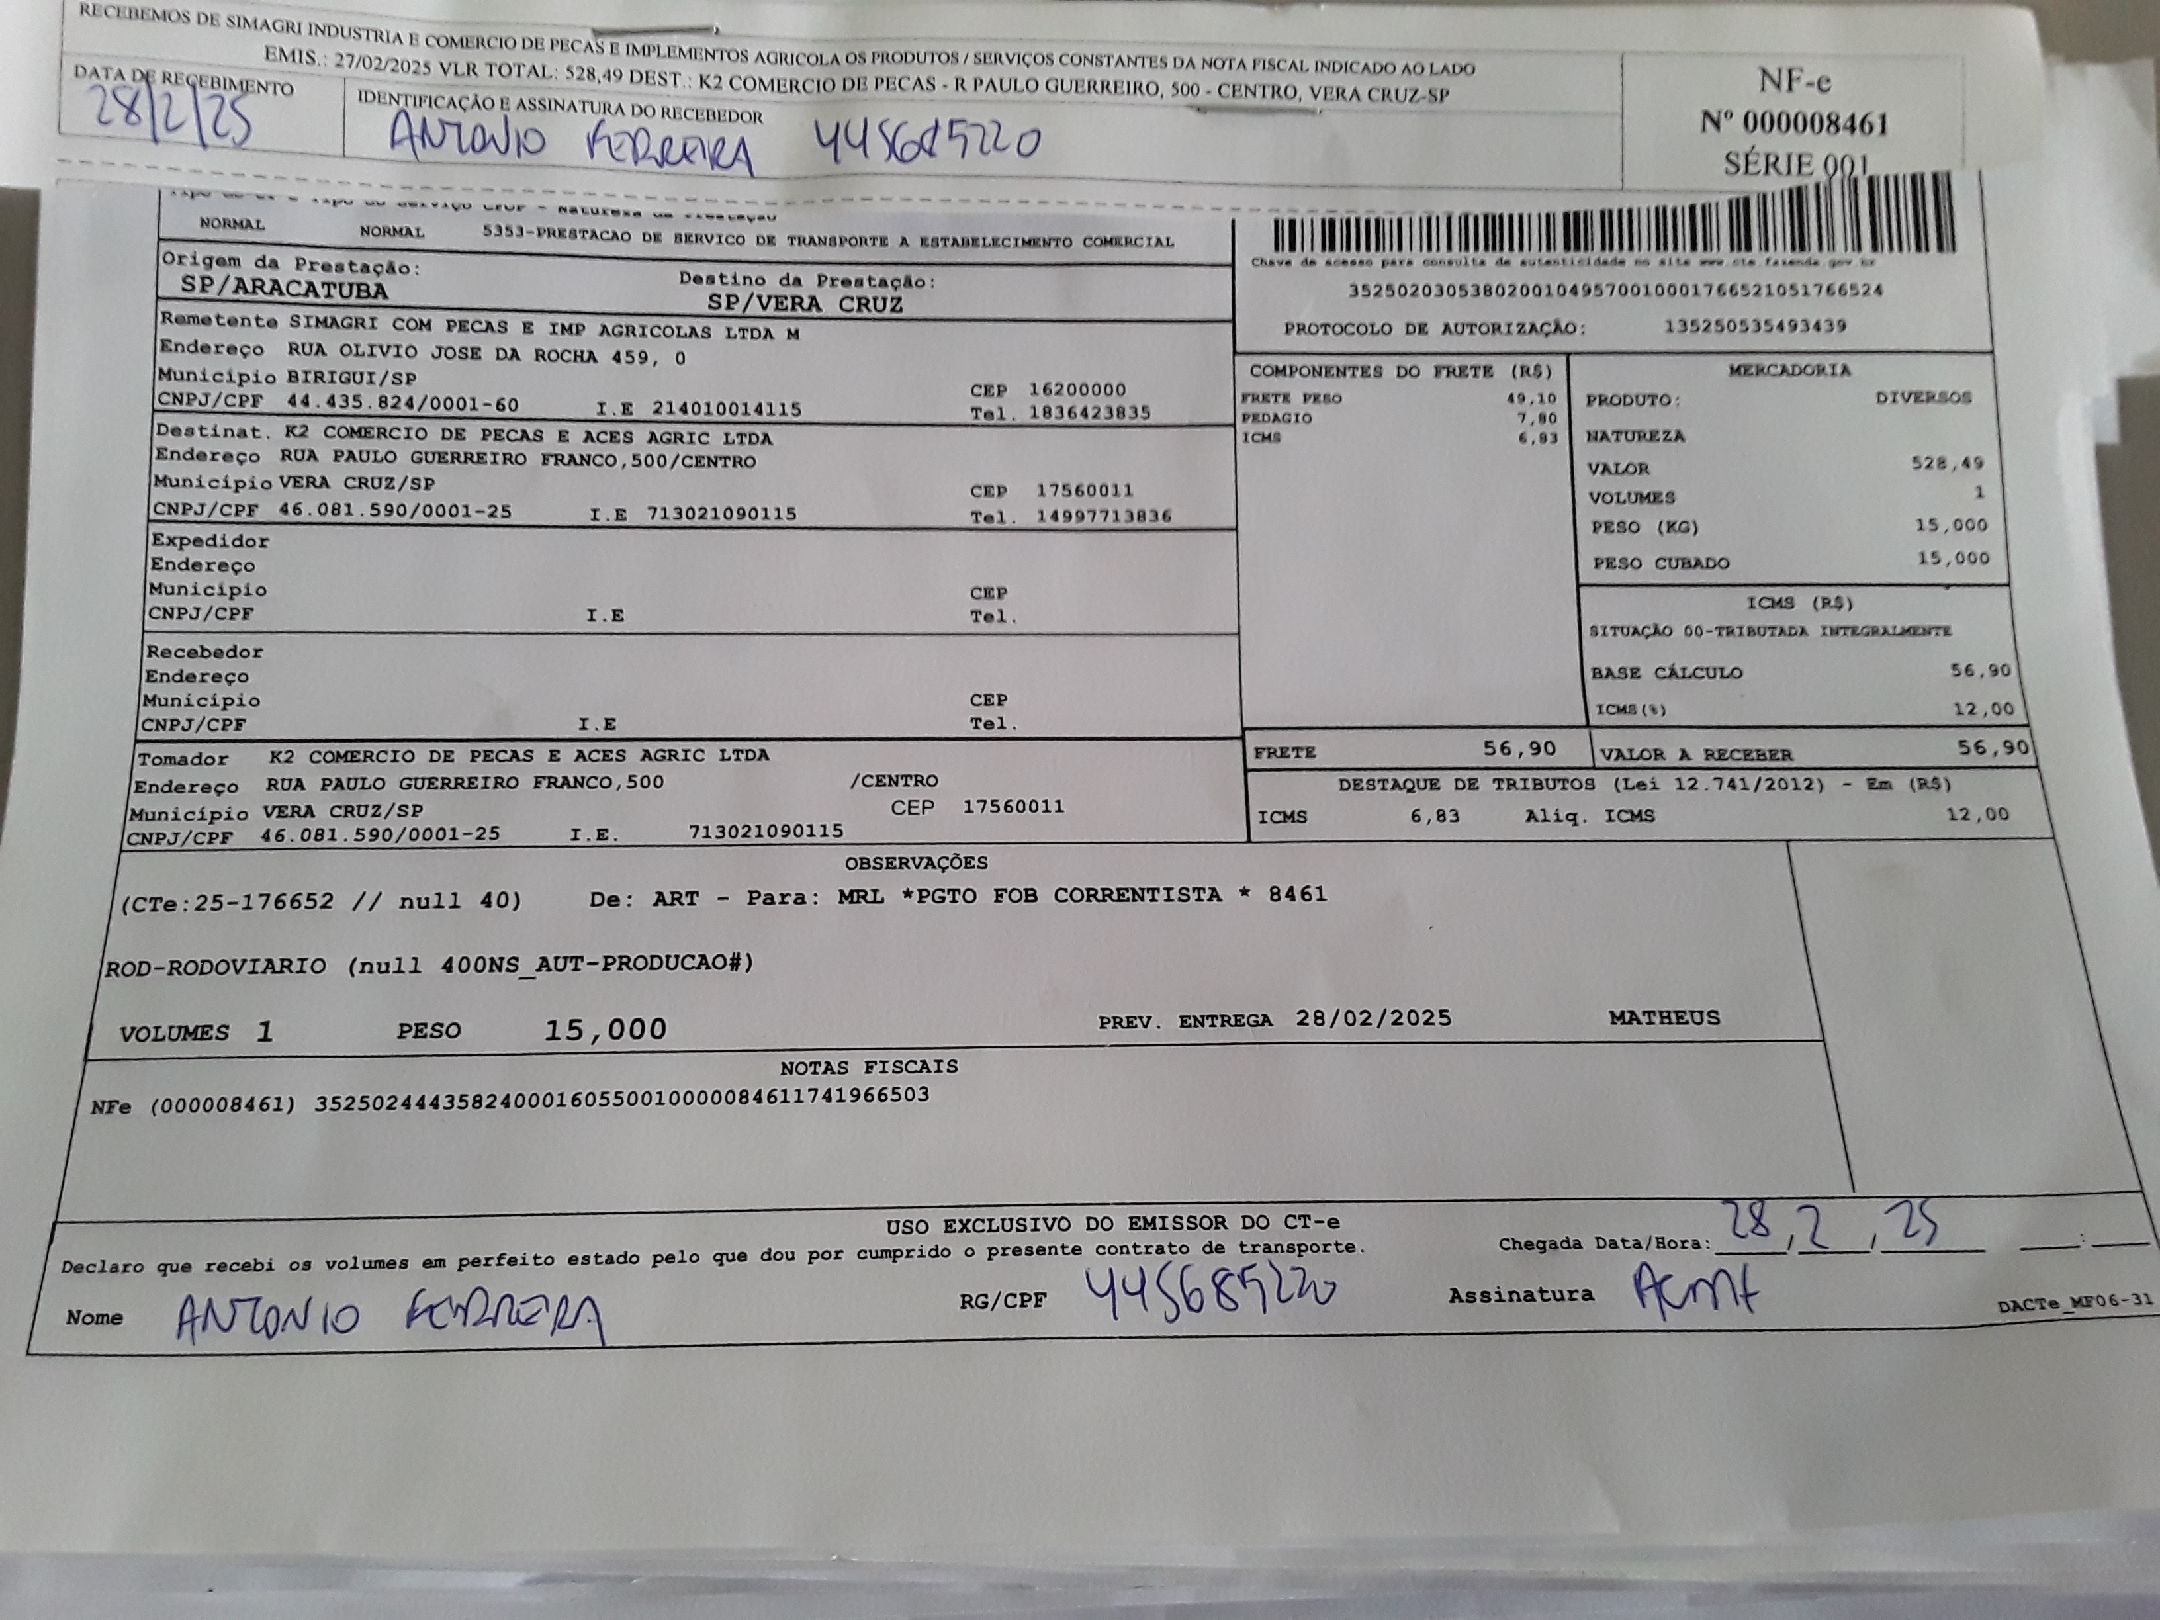 RECEBEMOS DE SIMAGRI INDUSTRIA E COMERCIO DE PECAS E IMPLEMENTOS AGRICOLA OS PRODUTOS / SERVIÇOS CONSTANTES DA NOTA FISCAL INDICADO AO LADO
EMIS.: 27/02/2025 VLR TOTAL: 528,49 DEST.: K2 COMERCIO DE PECAS - R PAULO GUERREIRO, 500 - CENTRO, VERA CRUZ-SP
DATA DE RECEBIMENTO
28/2/25
IDENTIFICAÇÃO E ASSINATURA DO RECEBEDOR
ANTONIO FERREIRA 445685220
NF-e
Nº 000008461
SÉRIE 001
NORMAL NORMAL 5353-PRESTACAO DE SERVICO DE TRANSPORTE A ESTABELECIMENTO COMERCIAL
Origem da Prestação: Destino da Prestação:
SP/ARACATUBA SP/VERA CRUZ
Remetente SIMAGRI COM PECAS E IMP AGRICOLAS LTDA M
Endereço RUA OLIVIO JOSE DA ROCHA 459, 0
Município BIRIGUI/SP CEP 16200000
CNPJ/CPF 44.435.824/0001-60 I.E 214010014115 Tel. 1836423835
Destinat. K2 COMERCIO DE PECAS E ACES AGRIC LTDA
Endereço RUA PAULO GUERREIRO FRANCO,500/CENTRO
Município VERA CRUZ/SP CEP 17560011
CNPJ/CPF 46.081.590/0001-25 I.E 713021090115 Tel. 14997713836
Expedidor
Endereço
Município CEP
CNPJ/CPF I.E Tel.
Recebedor
Endereço
Município CEP
CNPJ/CPF I.E Tel.
Tomador K2 COMERCIO DE PECAS E ACES AGRIC LTDA
Endereço RUA PAULO GUERREIRO FRANCO,500 /CENTRO
Município VERA CRUZ/SP CEP 17560011
CNPJ/CPF 46.081.590/0001-25 I.E. 713021090115
Chave de acesso para consulta de autenticidade no site www.cte.fazenda.gov.br
35250203053802001049570010001766521051766524
PROTOCOLO DE AUTORIZAÇÃO: 135250535493439
COMPONENTES DO FRETE (R$)
FRETE PESO 49,10
PEDAGIO 7,80
ICMS 6,83
MERCADORIA
PRODUTO: DIVERSOS
NATUREZA
VALOR 528,49
VOLUMES 1
PESO (KG) 15,000
PESO CUBADO 15,000
ICMS (R$)
SITUAÇÃO 00-TRIBUTADA INTEGRALMENTE
BASE CÁLCULO 56,90
ICMS(%) 12,00
FRETE 56,90 VALOR A RECEBER 56,90
DESTAQUE DE TRIBUTOS (Lei 12.741/2012) - Em (R$)
ICMS 6,83 Aliq. ICMS 12,00
OBSERVAÇÕES
(CTe:25-176652 // null 40) De: ART - Para: MRL *PGTO FOB CORRENTISTA * 8461
ROD-RODOVIARIO (null 400NS_AUT-PRODUCAO#)
VOLUMES 1 PESO 15,000 PREV. ENTREGA 28/02/2025 MATHEUS
NOTAS FISCAIS
NFe (000008461) 35250244435824000160550010000084611741966503
USO EXCLUSIVO DO EMISSOR DO CT-e
Declaro que recebi os volumes em perfeito estado pelo que dou por cumprido o presente contrato de transporte. Chegada Data/Hora: 28,2,25 :
Nome ANTONIO FERREIRA RG/CPF 445685220 Assinatura
DACTe_MF06-31